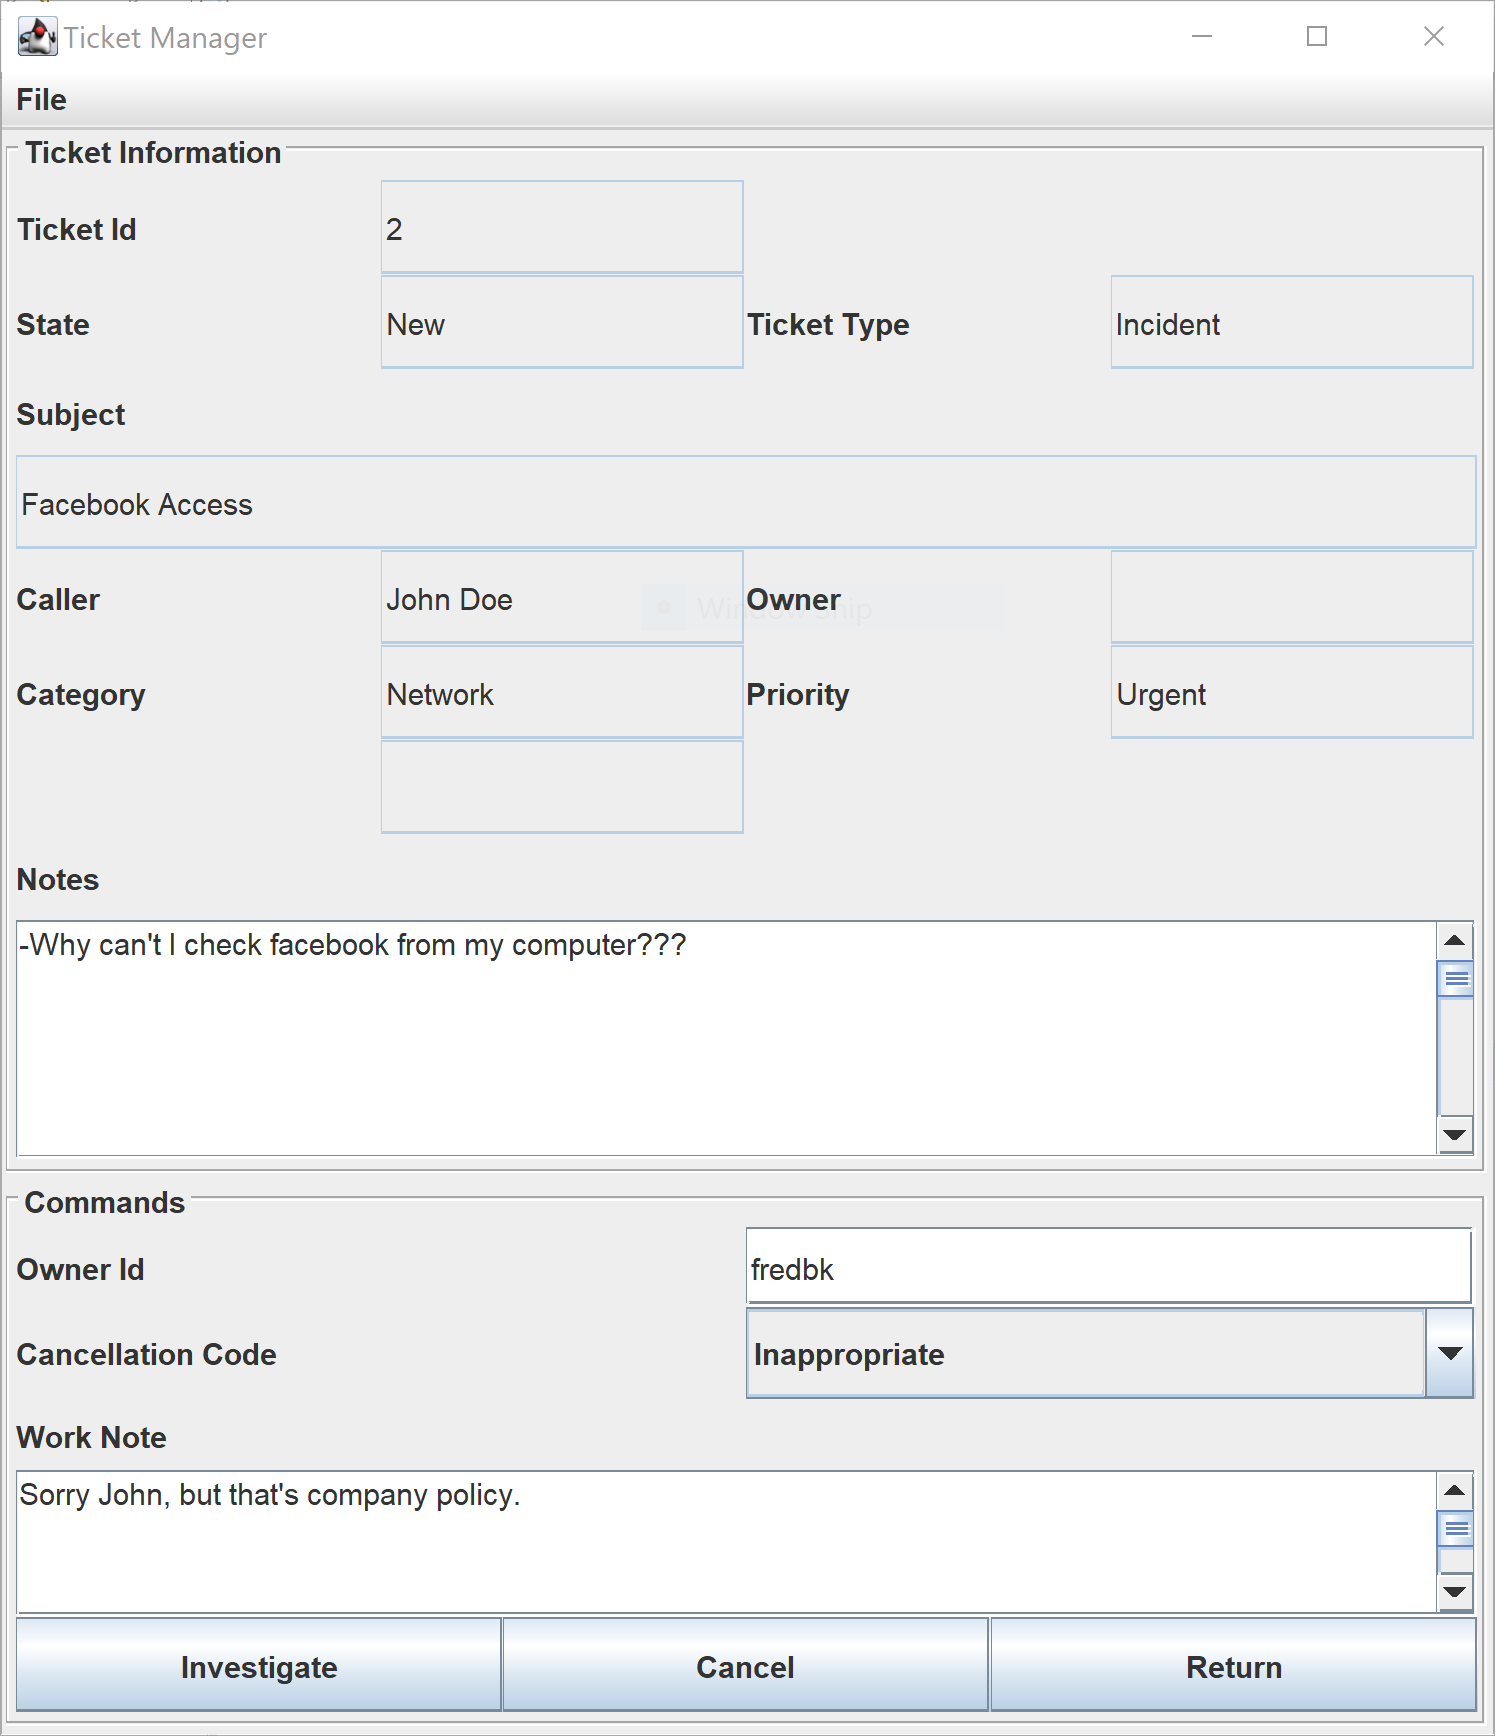 Ticket Manager
File
Ticket Information
Ticket Id 2
State New Ticket Type Incident
Subject
Facebook Access
Caller John Doe Owner
Window Snip
Category Network Priority Urgent
Notes
-Why can't I check facebook from my computer???
Commands
Owner Id fredbk
Cancellation Code Inappropriate
Work Note
Sorry John, but that's company policy.
Investigate Cancel Return